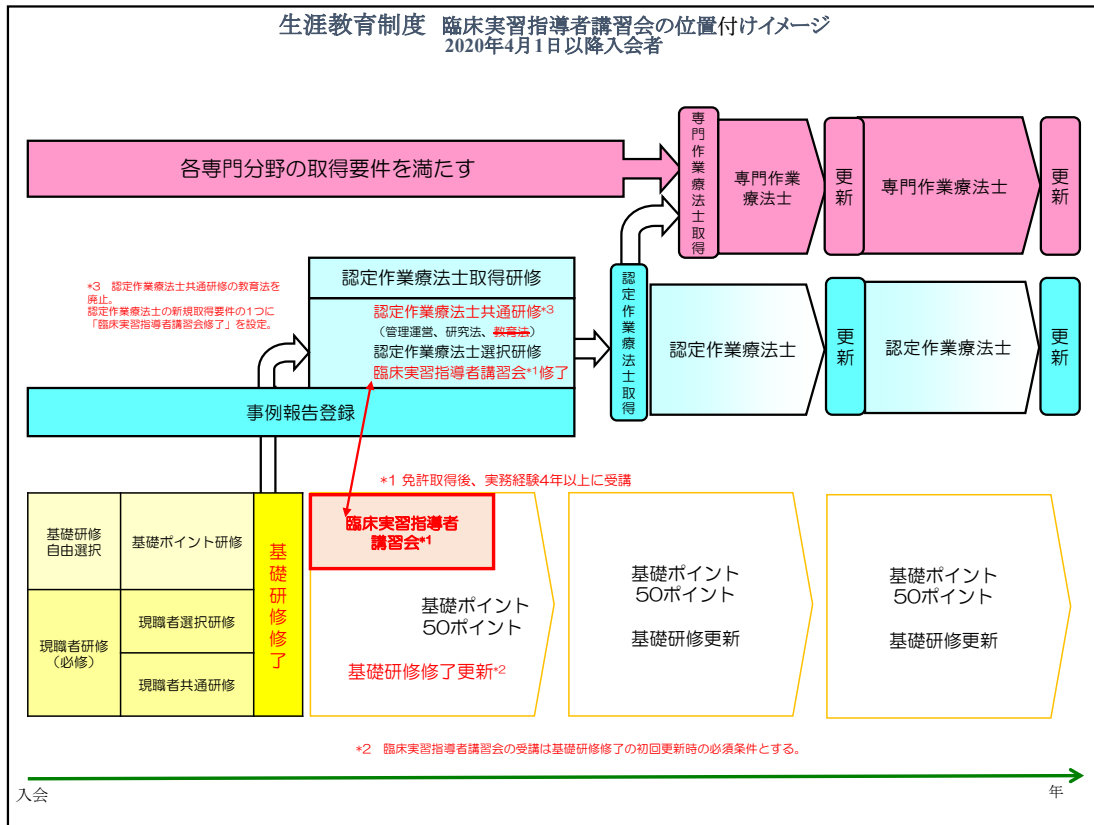 生涯教育制度 臨床実習指導者講習会の位置付けイメージ
2020年4月1日以降入会者
各専門分野の取得要件を満たす
専門作業療法士取得
専門作業
療法士
更新
専門作業療法士
更新
*3 認定作業療法士共通研修の教育法を
廃止。
認定作業療法士の新規取得要件の1つに
「臨床実習指導者講習会修了」を設定。
認定作業療法士取得研修
認定作業療法士共通研修*3
（管理運営、研究法、教育法）
認定作業療法士選択研修
臨床実習指導者講習会*1修了
事例報告登録
認定作業療法士取得
認定作業療法士
更新
認定作業療法士
更新
*1 免許取得後、実務経験4年以上に受講
基礎研修
自由選択
基礎ポイント研修
現職者研修
（必修）
現職者選択研修
現職者共通研修
基礎研修修了
臨床実習指導者
講習会*1
基礎ポイント
50ポイント
基礎研修修了更新*2
基礎ポイント
50ポイント
基礎研修更新
基礎ポイント
50ポイント
基礎研修更新
*2 臨床実習指導者講習会の受講は基礎研修修了の初回更新時の必須条件とする。
入会
年